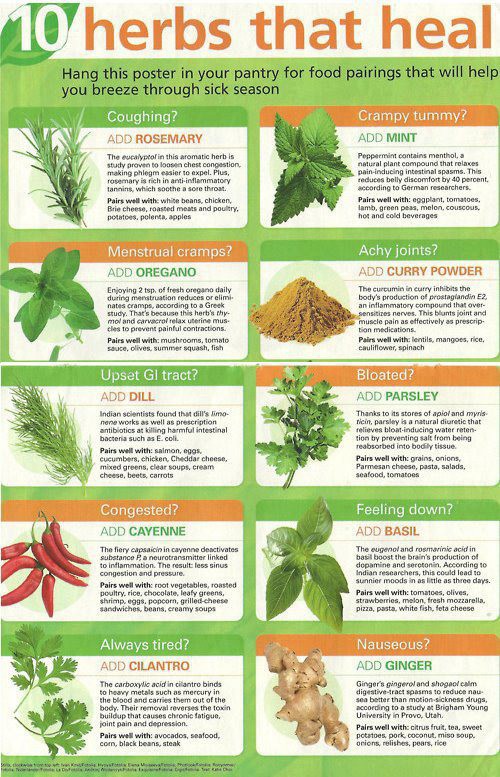 10 herbs that heal
Hang this poster in your pantry for food pairings that will help
you breeze through sick season
Coughing?
ADD ROSEMARY
The eucalyptol in this aromatic herb is
study proven to loosen chest congestion,
making phlegm easier to expel. Plus,
rosemary is rich in anti-inflammatory
tannins, which soothe a sore throat.
Pairs well with: white beans, chicken,
Brie cheese, roasted meats and poultry,
potatoes, polenta, apples
Crampy tummy?
ADD MINT
Peppermint contains menthol, a
natural plant compound that relaxes
pain-inducing intestinal spasms. This
reduces belly discomfort by 40 percent,
according to German researchers.
Pairs well with: eggplant, tomatoes,
lamb, green peas, melon, couscous,
hot and cold beverages
Menstrual cramps?
ADD OREGANO
Enjoying 2 tsp. of fresh oregano daily
during menstruation reduces or elimi-
nates cramps, according to a Greek
study. That's because this herb's thy-
mol and carvacrol relax uterine mus-
cles to prevent painful contractions.
Pairs well with: mushrooms, tomato
sauce, olives, summer squash, fish
Achy joints?
ADD CURRY POWDER
The curcumin in curry inhibits the
body's production of prostaglandin E2,
an inflammatory compound that over-
sensitizes nerves. This blunts joint and
muscle pain as effectively as prescrip-
tion medications.
Pairs well with: lentils, mangoes, rice,
cauliflower, spinach
Upset GI tract?
ADD DILL
Indian scientists found that dill's limo-
nene works as well as prescription
antibiotics at killing harmful intestinal
bacteria such as E. coli.
Pairs well with: salmon, eggs,
cucumbers, chicken, Cheddar cheese,
mixed greens, clear soups, cream
cheese, beets, carrots
Bloated?
ADD PARSLEY
Thanks to its stores of apiol and myris-
ticin, parsley is a natural diuretic that
relieves bloat-inducing water reten-
tion by preventing salt from being
reabsorbed into bodily tissue.
Pairs well with: grains, onions,
Parmesan cheese, pasta, salads,
seafood, tomatoes
Congested?
ADD CAYENNE
The fiery capsaicin in cayenne deactivates
substance P, a neurotransmitter linked
to inflammation. The result: less sinus
congestion and pressure.
Pairs well with: root vegetables, roasted
poultry, rice, chocolate, leafy greens,
shrimp, eggs, popcorn, grilled-cheese
sandwiches, beans, creamy soups
Feeling down?
ADD BASIL
The eugenol and rosmarinic acid in
basil boost the brain's production of
dopamine and serotonin. According to
Indian researchers, this could lead to
sunnier moods in as little as three days.
Pairs well with: tomatoes, olives,
strawberries, melon, fresh mozzarella,
pizza, pasta, white fish, feta cheese
Always tired?
ADD CILANTRO
The carboxylic acid in cilantro binds
to heavy metals such as mercury in
the blood and carries them out of the
body. Their removal reverses the toxin
buildup that causes chronic fatigue,
joint pain and depression.
Pairs well with: avocados, seafood,
corn, black beans, steak
Nauseous?
ADD GINGER
Ginger's gingerol and shogaol calm
digestive-tract spasms to reduce nau-
sea better than motion-sickness drugs,
according to a study at Brigham Young
University in Provo, Utah.
Pairs well with: citrus fruit, tea, sweet
potatoes, pork, coconut, miso soup,
onions, relishes, pears, rice